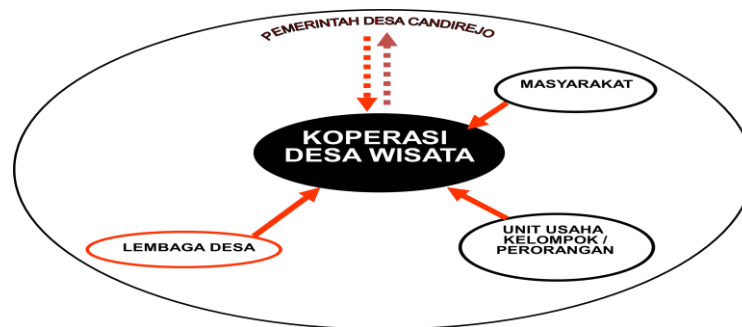 PEMERINTAH DESA CANDIREJO
MASYARAKAT
KOPERASI
DESA WISATA
LEMBAGA DESA
UNIT USAHA
KELOMPOK /
PERORANGAN